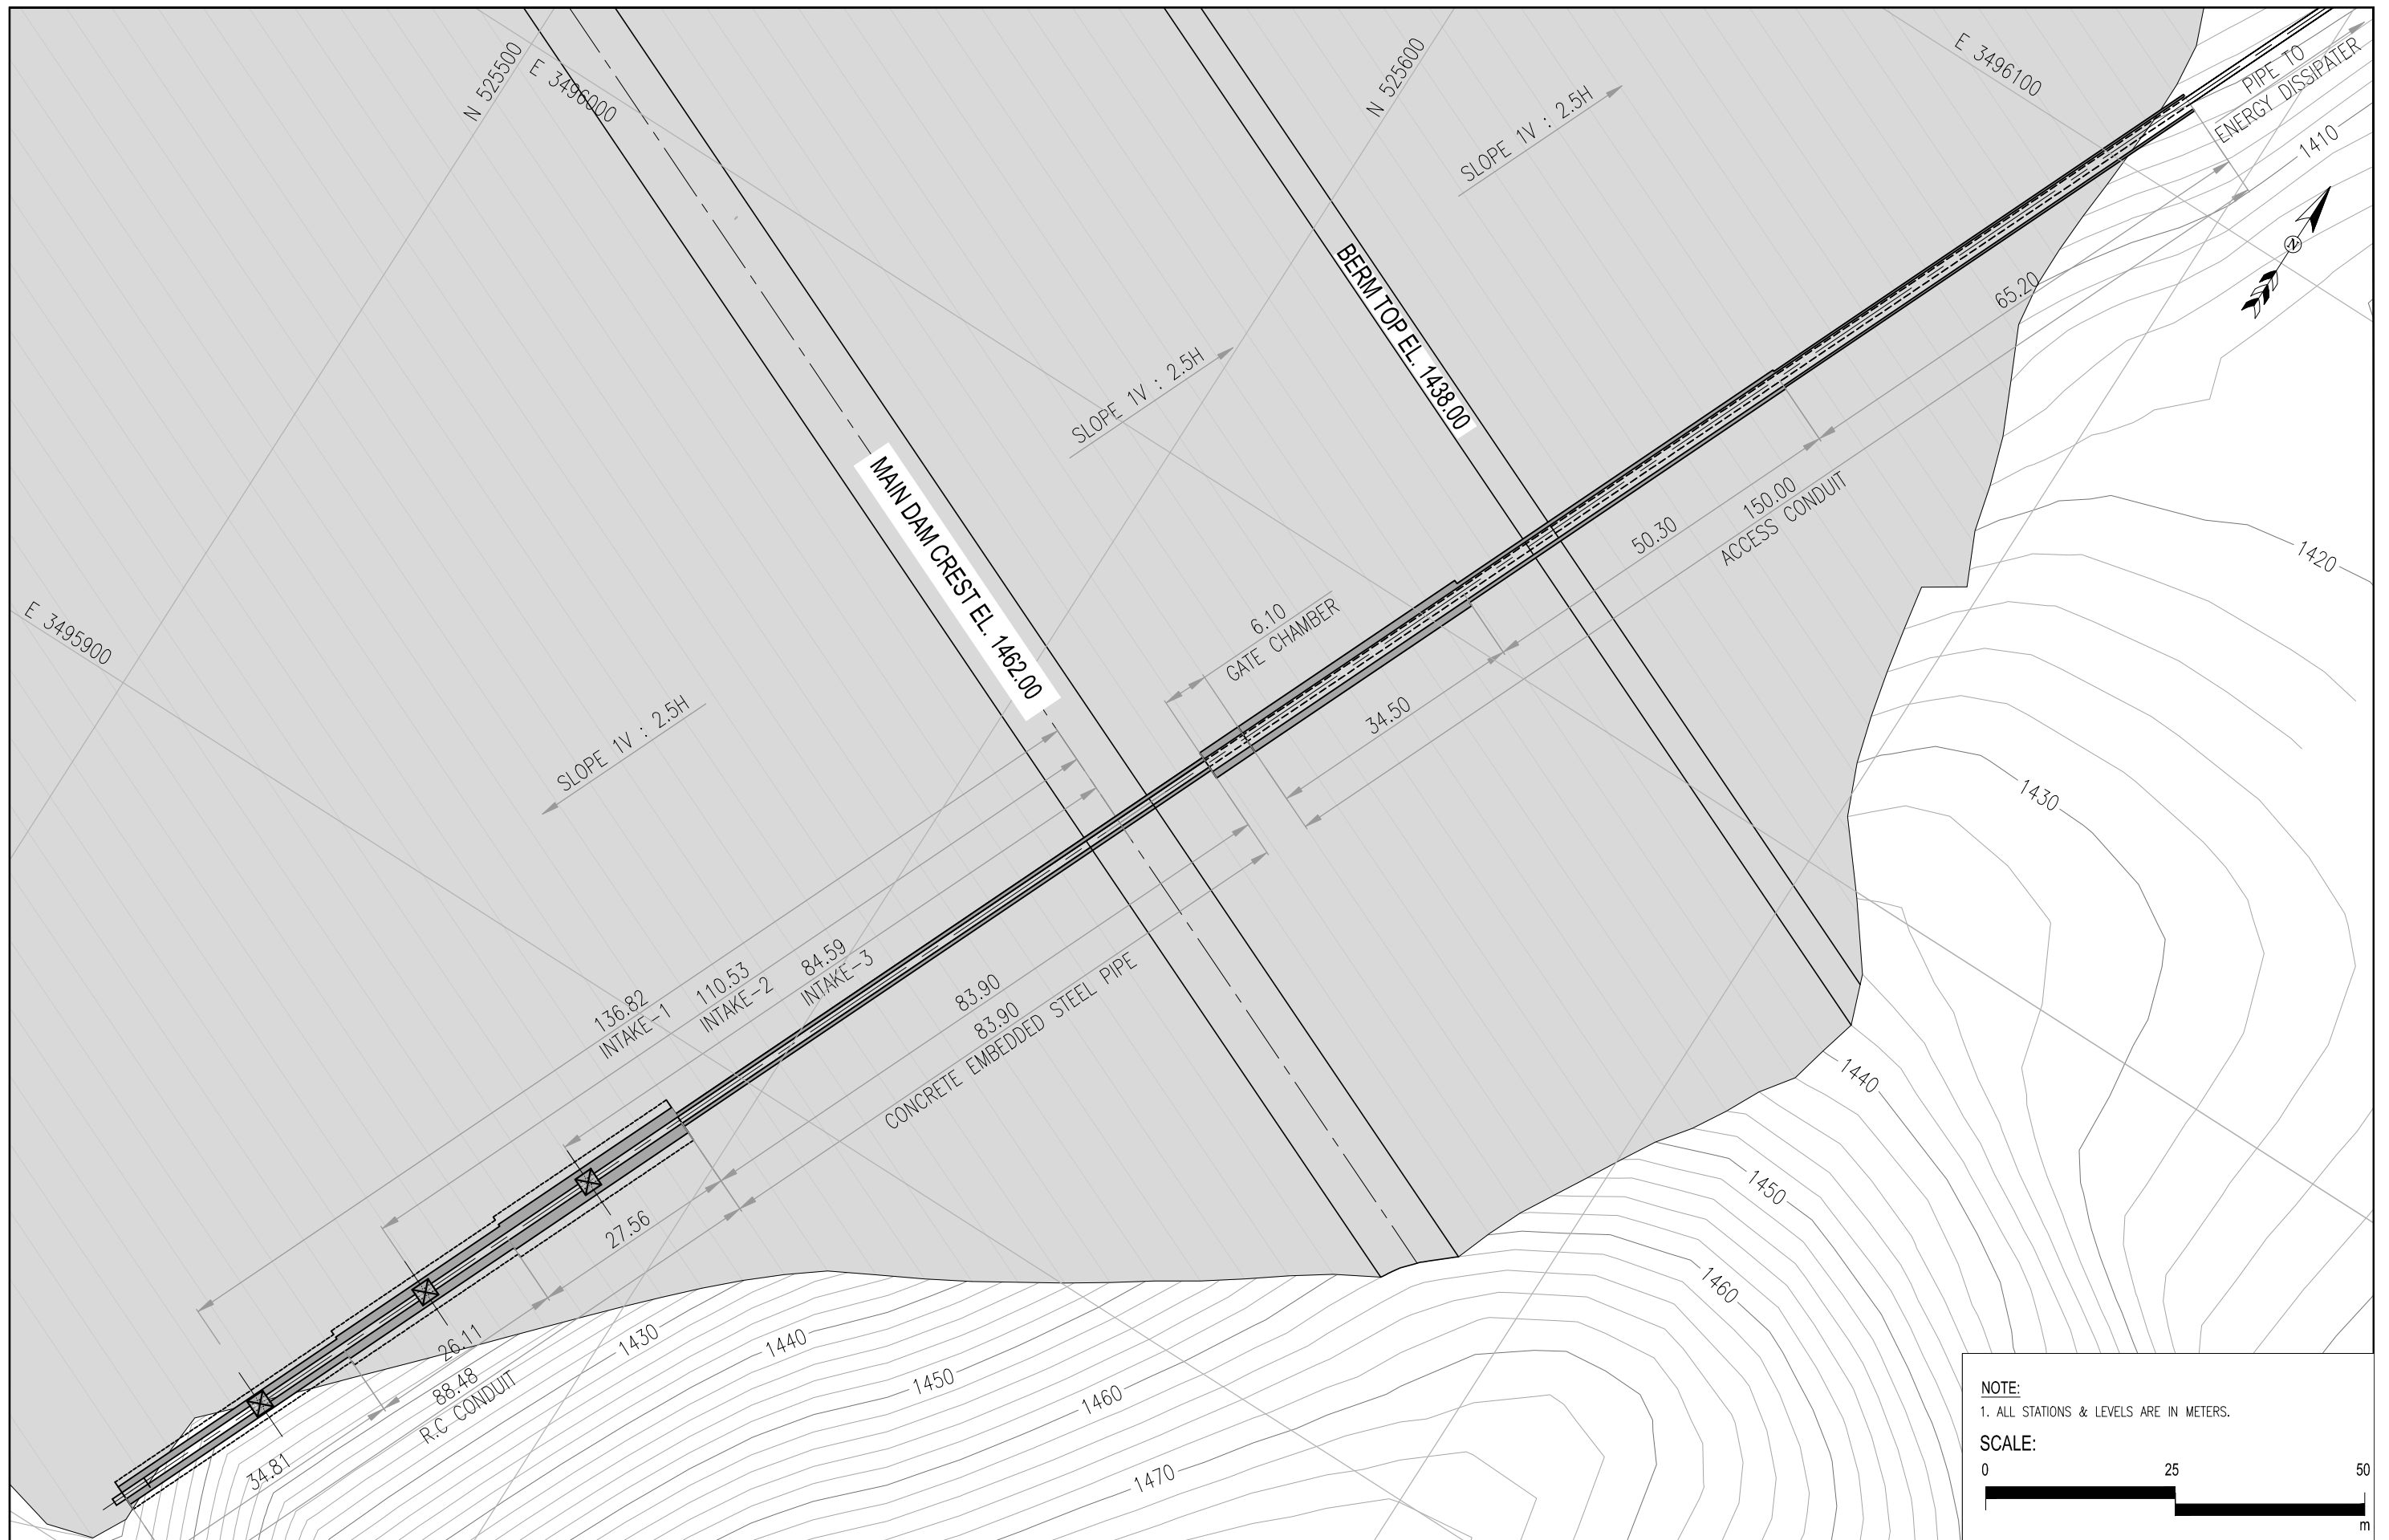 N 525500
E 3496000
N 525600
E 3496100
PIPE TO
ENERGY DISSIPATER
1410
SLOPE 1V : 2.5H
N
BERM TOP EL. 1438.00
65.20
SLOPE 1V : 2.5H
MAIN DAM CREST EL. 1462.00
150.00
ACCESS CONDUIT
50.30
1420
E 3495900
6.10
GATE CHAMBER
34.50
SLOPE 1V : 2.5H
1430
136.82
INTAKE-1
110.53
INTAKE-2
84.59
INTAKE-3
83.90
83.90
CONCRETE EMBEDDED STEEL PIPE
1440
1450
27.56
1460
26.11
88.48
R.C CONDUIT
34.81
1430
1440
1450
1460
1470
NOTE:
1. ALL STATIONS & LEVELS ARE IN METERS.
SCALE:
0 25 50
m